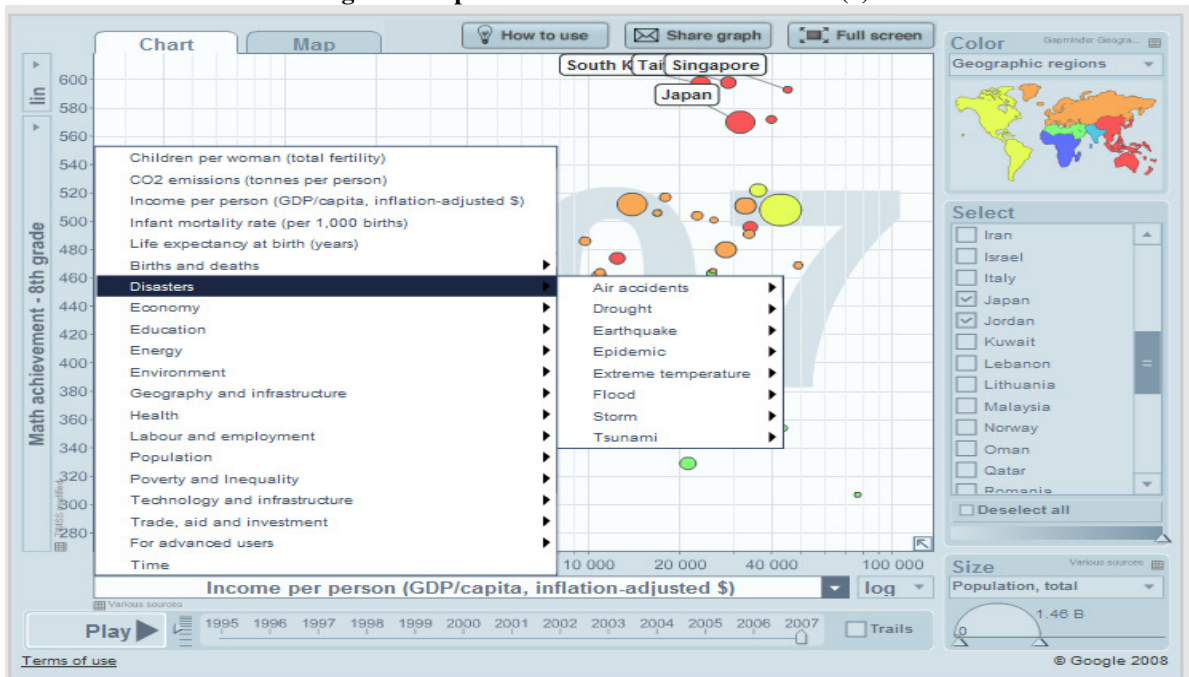 Chart
Map
How to use
Share graph
Full screen
Color
Gapminder Geogra...
Geographic regions
lin
Math achievement - 8th grade
600
580
560
540
520
500
480
460
440
420
400
380
360
340
320
300
280
South K
Tai
Singapore
Japan
Children per woman (total fertility)
CO2 emissions (tonnes per person)
Income per person (GDP/capita, inflation-adjusted $)
Infant mortality rate (per 1,000 births)
Life expectancy at birth (years)
Births and deaths
Disasters
Economy
Education
Energy
Environment
Geography and infrastructure
Health
Labour and employment
Population
Poverty and Inequality
Technology and infrastructure
Trade, aid and investment
For advanced users
Time
Air accidents
Drought
Earthquake
Epidemic
Extreme temperature
Flood
Storm
Tsunami
07
Select
Iran
Israel
Italy
Japan
Jordan
Kuwait
Lebanon
Lithuania
Malaysia
Norway
Oman
Qatar
Romania
Deselect all
10 000 20 000 40 000 100 000
Income per person (GDP/capita, inflation-adjusted $)
log
Various sources
Size
Various sources
Population, total
1.46 B
0
Play
1995 1996 1997 1998 1999 2000 2001 2002 2003 2004 2005 2006 2007
Trails
Terms of use
© Google 2008